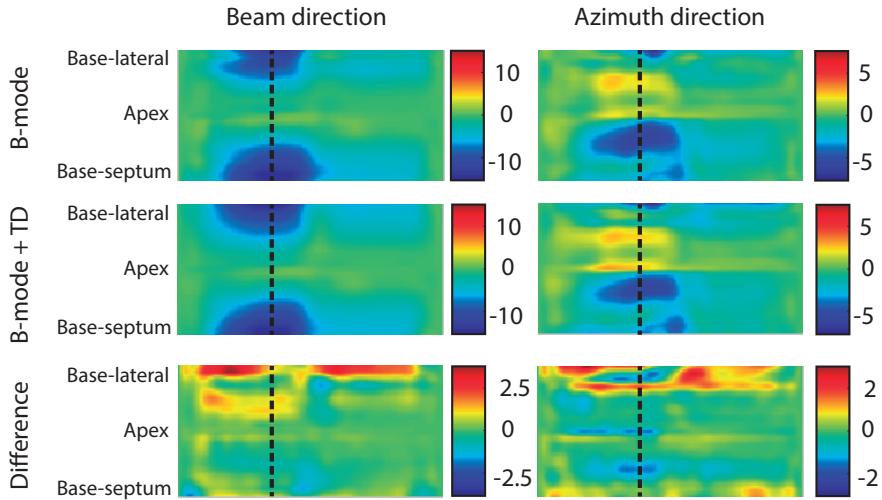 Beam direction
Azimuth direction
B-mode
Base-lateral
Apex
Base-septum
10
0
-10
5
0
-5
B-mode + TD
Base-lateral
Apex
Base-septum
10
0
-10
5
0
-5
Difference
Base-lateral
Apex
Base-septum
2.5
0
-2.5
2
0
-2